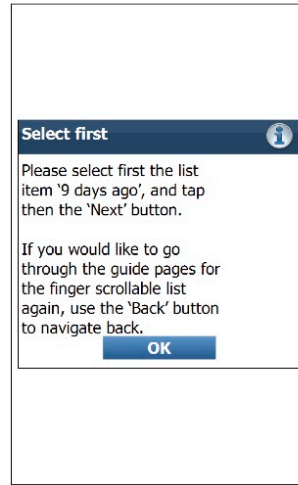 Select first
Please select first the list
item ‘9 days ago’, and tap
then the ‘Next’ button.
If you would like to go
through the guide pages for
the finger scrollable list
again, use the ‘Back’ button
to navigate back.
OK